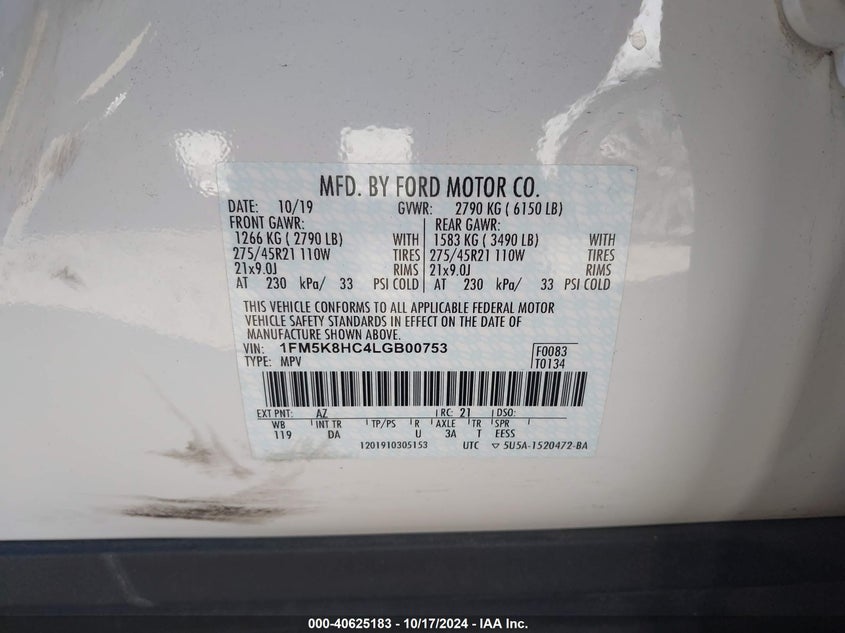 MFD. BY FORD MOTOR CO.
DATE: 10/19 GVWR: 2790 KG ( 6150 LB)
FRONT GAWR: REAR GAWR:
1266 KG ( 2790 LB) WITH 1583 KG ( 3490 LB) WITH
275/45R21 110W TIRES 275/45R21 110W TIRES
21x9.0J RIMS 21x9.0J RIMS
AT 230 kPa/ 33 PSI COLD AT 230 kPa/ 33 PSI COLD
THIS VEHICLE CONFORMS TO ALL APPLICABLE FEDERAL MOTOR
VEHICLE SAFETY STANDARDS IN EFFECT ON THE DATE OF
MANUFACTURE SHOWN ABOVE.
VIN: 1FM5K8HC4LGB00753 F0083
TYPE: MPV T0134
EXT PNT: AZ RC: 21 DSO:
WB INT TR TP/PS R AXLE TR SPR
119 DA U 3A T EESS
1201910305153 UTC ▽ 5U5A-1520472-BA
000-40625183 - 10/17/2024 - IAA Inc.